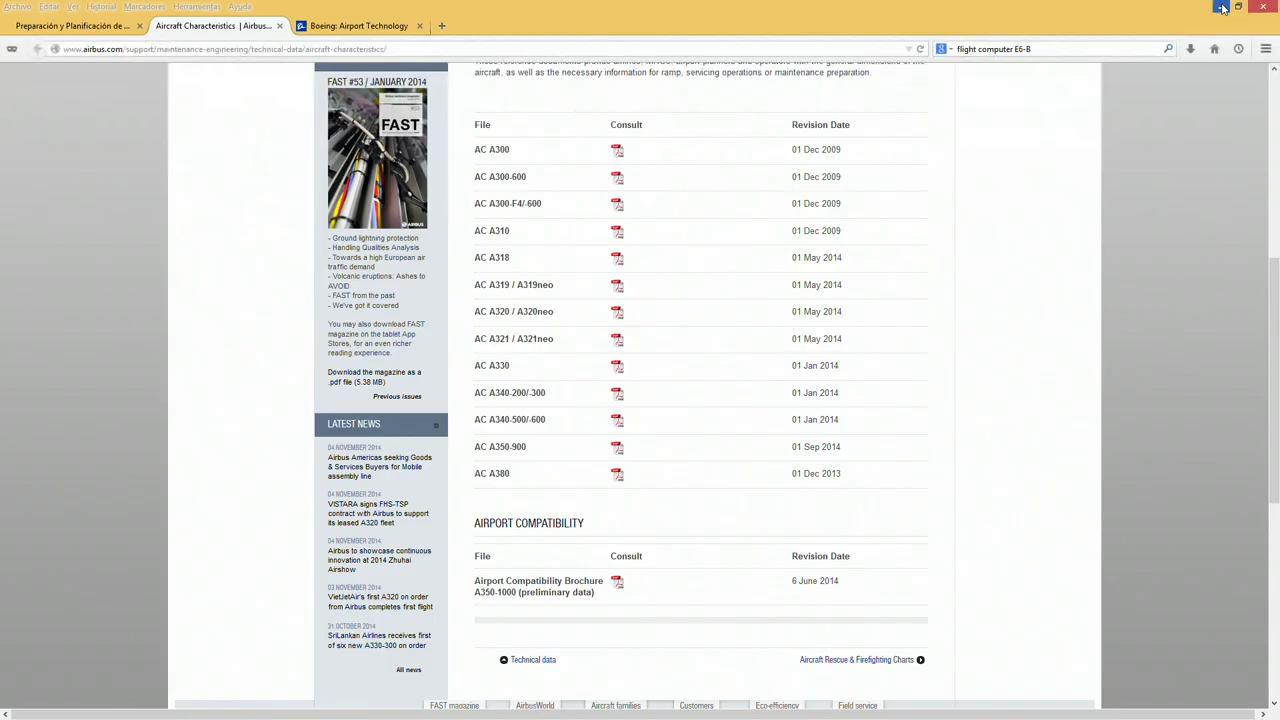 Archivo Editar Ver Historial Marcadores Herramientas Ayuda
Preparación y Planificación de ... × Aircraft Characteristics | Airbus... × Boeing: Airport Technology × +
www.airbus.com/support/maintenance-engineering/technical-data/aircraft-characteristics/
flight computer E6-B
aircraft, as well as the necessary information for ramp, servicing operations or maintenance preparation.
FAST #53 / JANUARY 2014
FAST
AIRBUS
- Ground lightning protection
- Handling Qualities Analysis
- Towards a high European air
traffic demand
- Volcanic eruptions: Ashes to
AVOID
- FAST from the past
- We've got it covered
You may also download FAST
magazine on the tablet App
Stores, for an even richer
reading experience.
Download the magazine as a
.pdf file (5.38 MB)
Previous issues
LATEST NEWS
04 NOVEMBER 2014
Airbus Americas seeking Goods
& Services Buyers for Mobile
assembly line
04 NOVEMBER 2014
VISTARA signs FHS-TSP
contract with Airbus to support
its leased A320 fleet
04 NOVEMBER 2014
Airbus to showcase continuous
innovation at 2014 Zhuhai
Airshow
03 NOVEMBER 2014
VietJetAir's first A320 on order
from Airbus completes first flight
31 OCTOBER 2014
SriLankan Airlines receives first
of six new A330-300 on order
All news
File Consult Revision Date
AC A300 01 Dec 2009
AC A300-600 01 Dec 2009
AC A300-F4/-600 01 Dec 2009
AC A310 01 Dec 2009
AC A318 01 May 2014
AC A319 / A319neo 01 May 2014
AC A320 / A320neo 01 May 2014
AC A321 / A321neo 01 May 2014
AC A330 01 Jan 2014
AC A340-200/-300 01 Jan 2014
AC A340-500/-600 01 Jan 2014
AC A350-900 01 Sep 2014
AC A380 01 Dec 2013
AIRPORT COMPATIBILITY
File Consult Revision Date
Airport Compatibility Brochure 6 June 2014
A350-1000 (preliminary data)
Technical data Aircraft Rescue & Firefighting Charts
FAST magazine AirbusWorld Aircraft families Customers Eco-efficiency Field service